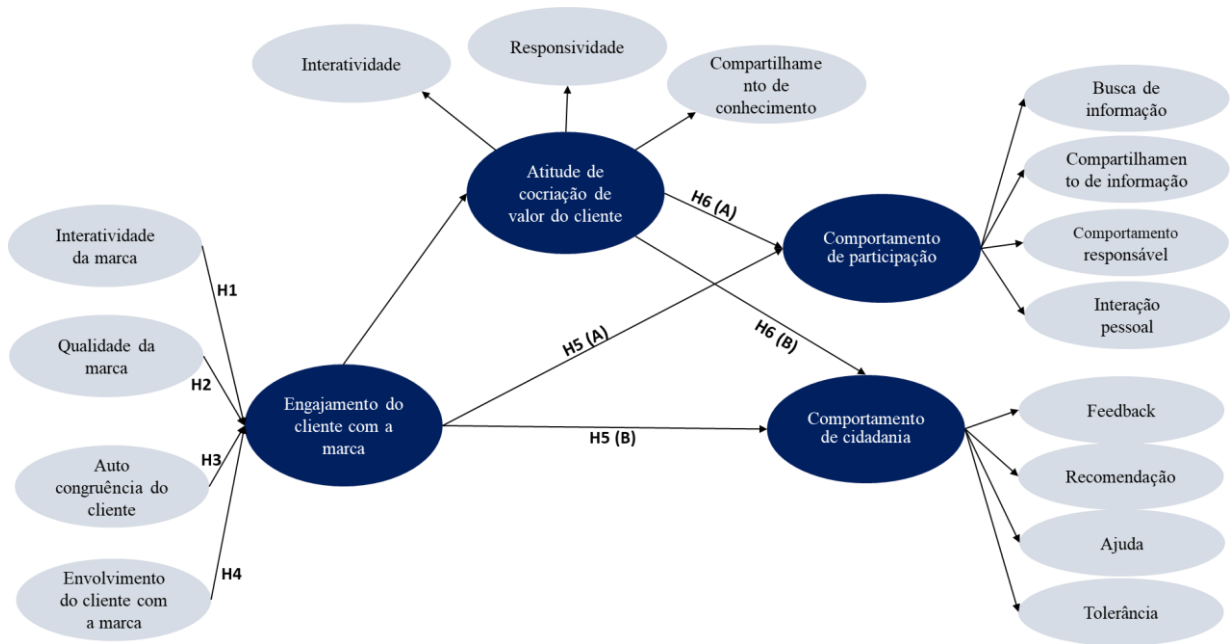 Interatividade
Responsividade
Compartilhame
nto de
conhecimento
Atitude de
cocriação de
valor do cliente
Busca de
informação
Compartilhamen
to de informação
Comportamento
responsável
Interação
pessoal
Comportamento
de participação
H6 (A)
H6 (B)
H5 (A)
H5 (B)
Interatividade
da marca
H1
Qualidade da
marca
H2
Auto
congruência do
cliente
H3
Envolvimento
do cliente com
a marca
H4
Engajamento do
cliente com a
marca
Comportamento
de cidadania
Feedback
Recomendação
Ajuda
Tolerância